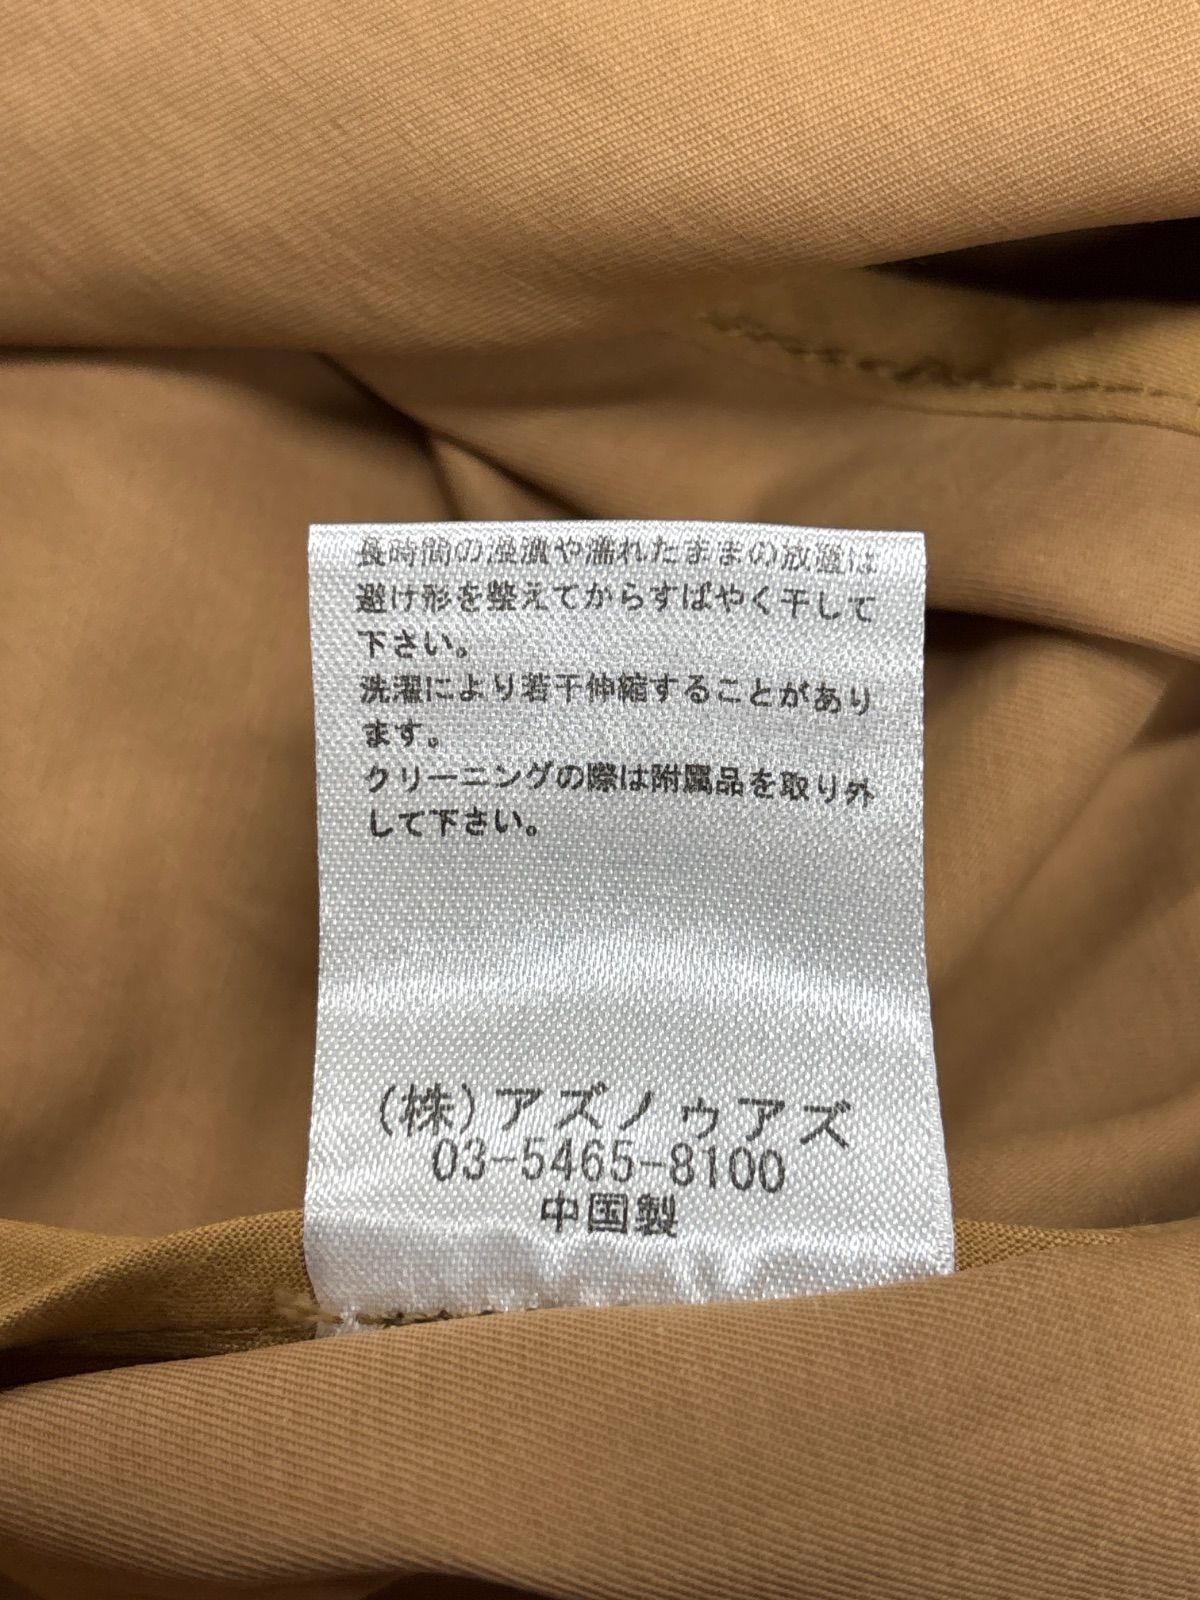 長時間の浸漬や濡れたままの放置は
避け形を整えてからすばやく干して
下さい。
洗濯により若干伸縮することがあり
ます。
クリーニングの際は附属品を取り外
して下さい。
(株)アズノゥアズ
03-5465-8100
中国製